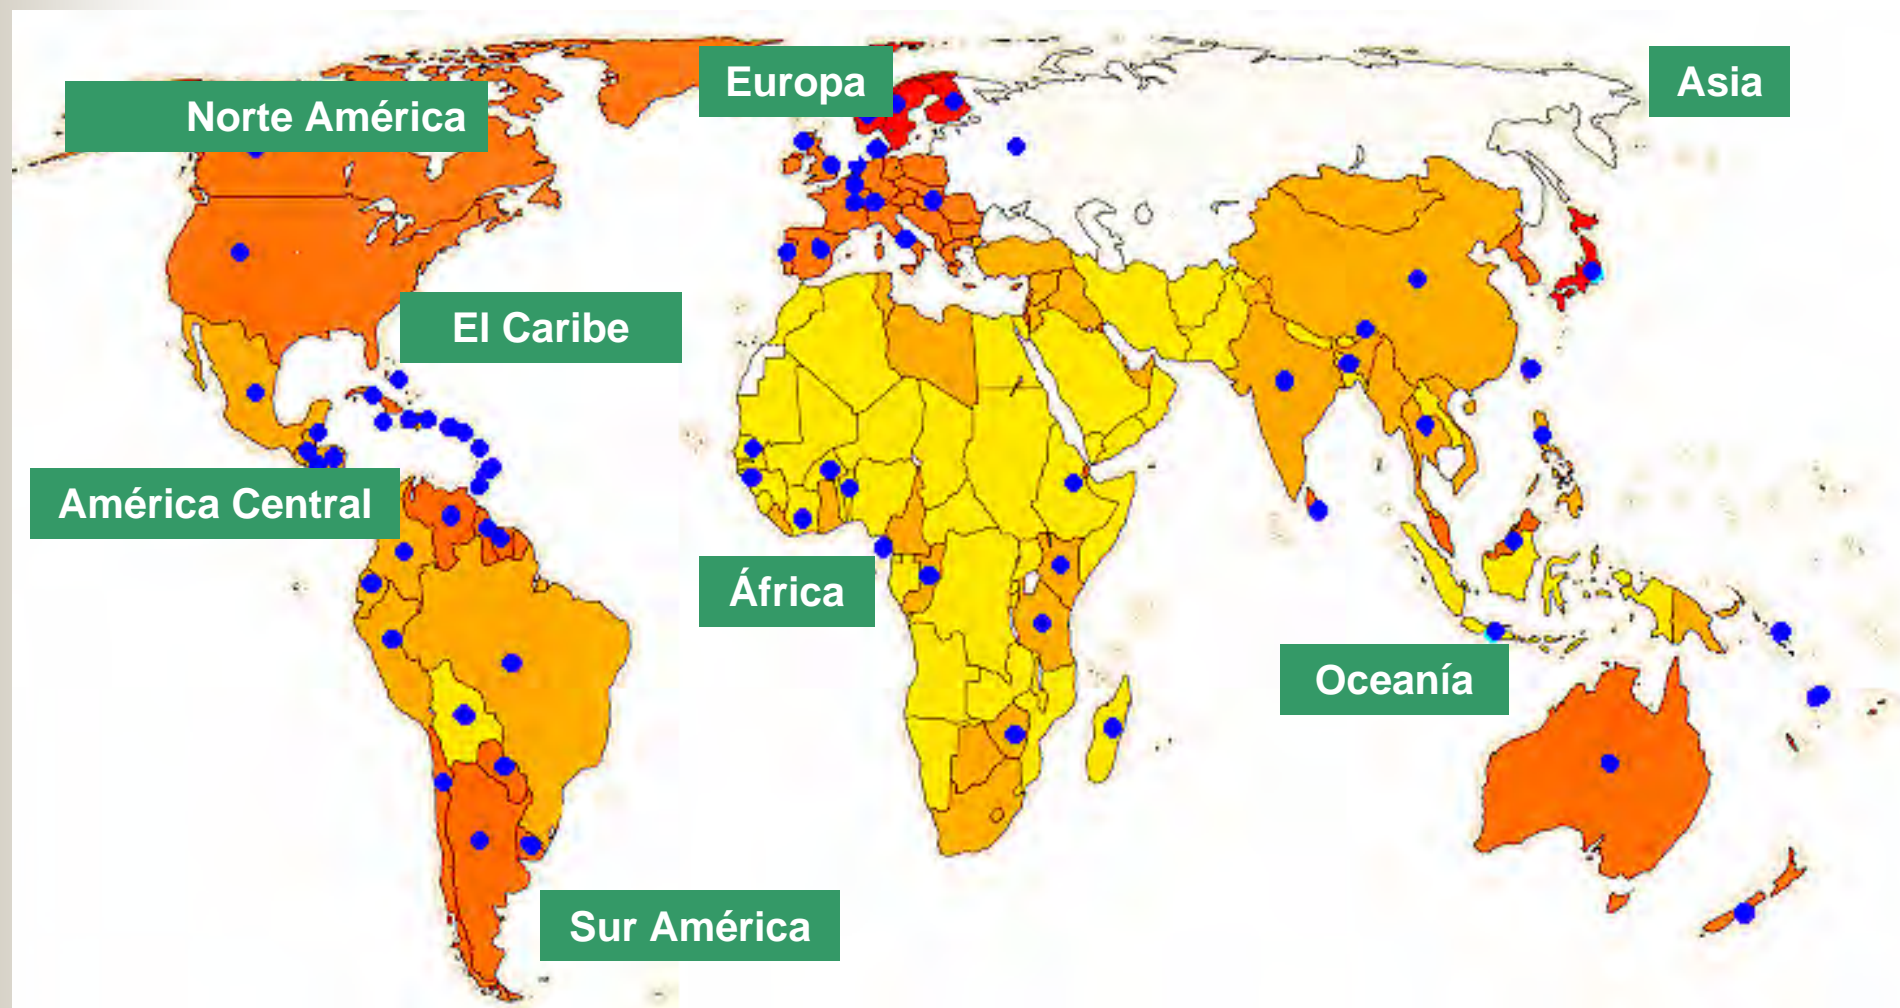 Europa
Asia
Norte América
El Caribe
América Central
África
Oceanía
Sur América